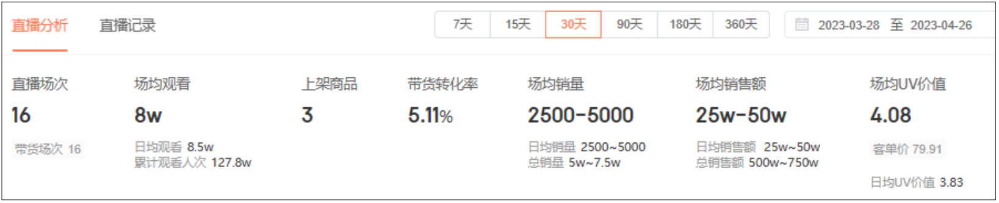 直播分析 直播记录 7天 15天 30天 90天 180天 360天 2023-03-28 至 2023-04-26
直播场次 场均观看 上架商品 带货转化率 场均销量 场均销售额 场均UV价值
16 8w 3 5.11% 2500-5000 25w-50w 4.08
带货场次 16 日均观看 8.5w 日均销量 2500~5000 日均销售额 25w~50w 客单价 79.91
累计观看人次 127.8w 总销量 5w~7.5w 总销售额 500w~750w
日均UV价值 3.83